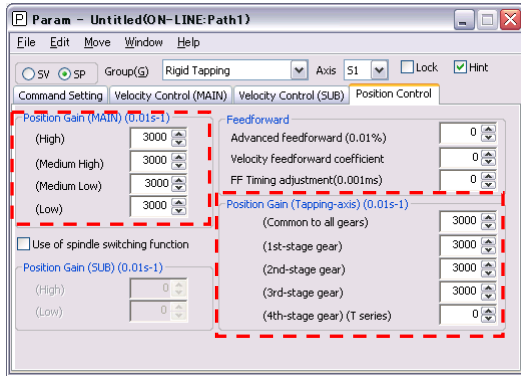 P Param - Untitled(ON-LINE:Path1)
File Edit Move Window Help
SV SP Group(G) Rigid Tapping Axis S1 Lock Hint
Command Setting Velocity Control (MAIN) Velocity Control (SUB) Position Control
Position Gain (MAIN) (0.01s-1)
(High) 3000
(Medium High) 3000
(Medium Low) 3000
(Low) 3000
Use of spindle switching function
Position Gain (SUB) (0.01s-1)
(High) 0
(Low) 0
Feedforward
Advanced feedforward (0.01%) 0
Velocity feedforward coefficient 0
FF Timing adjustment(0.001ms) 0
Position Gain (Tapping-axis) (0.01s-1)
(Common to all gears) 3000
(1st-stage gear) 3000
(2nd-stage gear) 3000
(3rd-stage gear) 3000
(4th-stage gear) (T series) 0